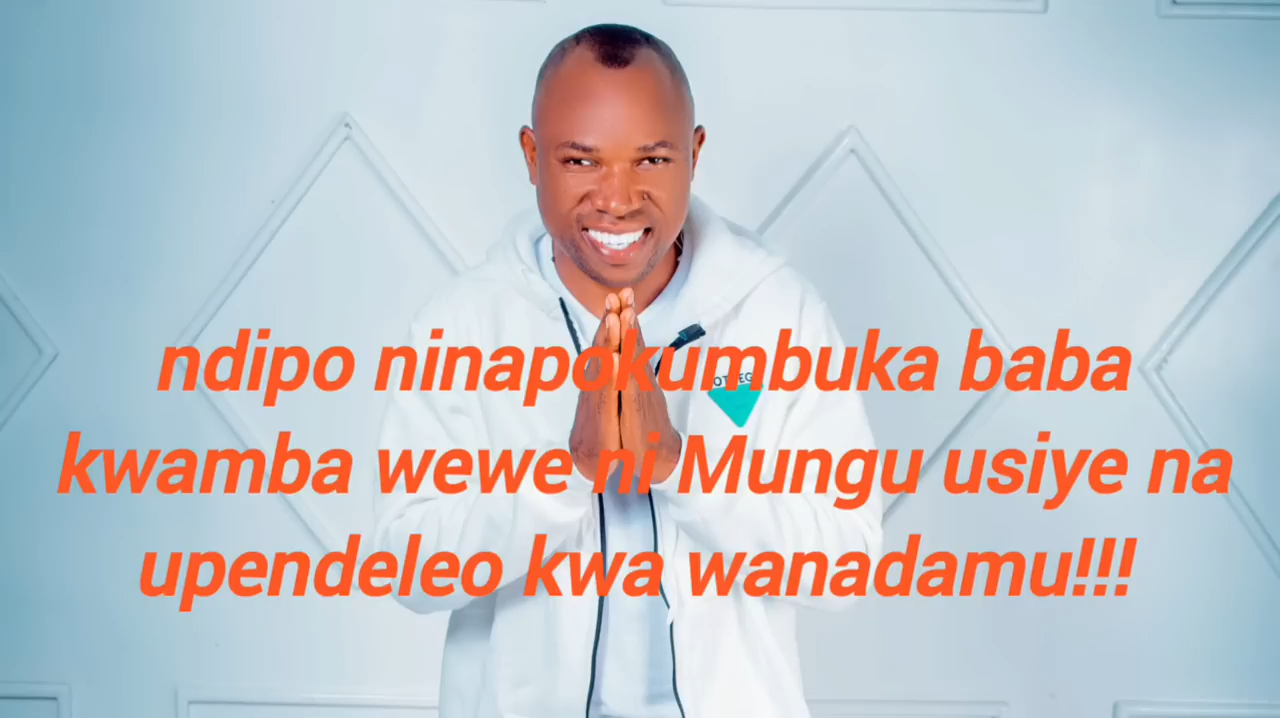 ndipo ninapokumbuka baba
kwamba wewe ni Mungu usiye na
upendeleo kwa wanadamu!!!